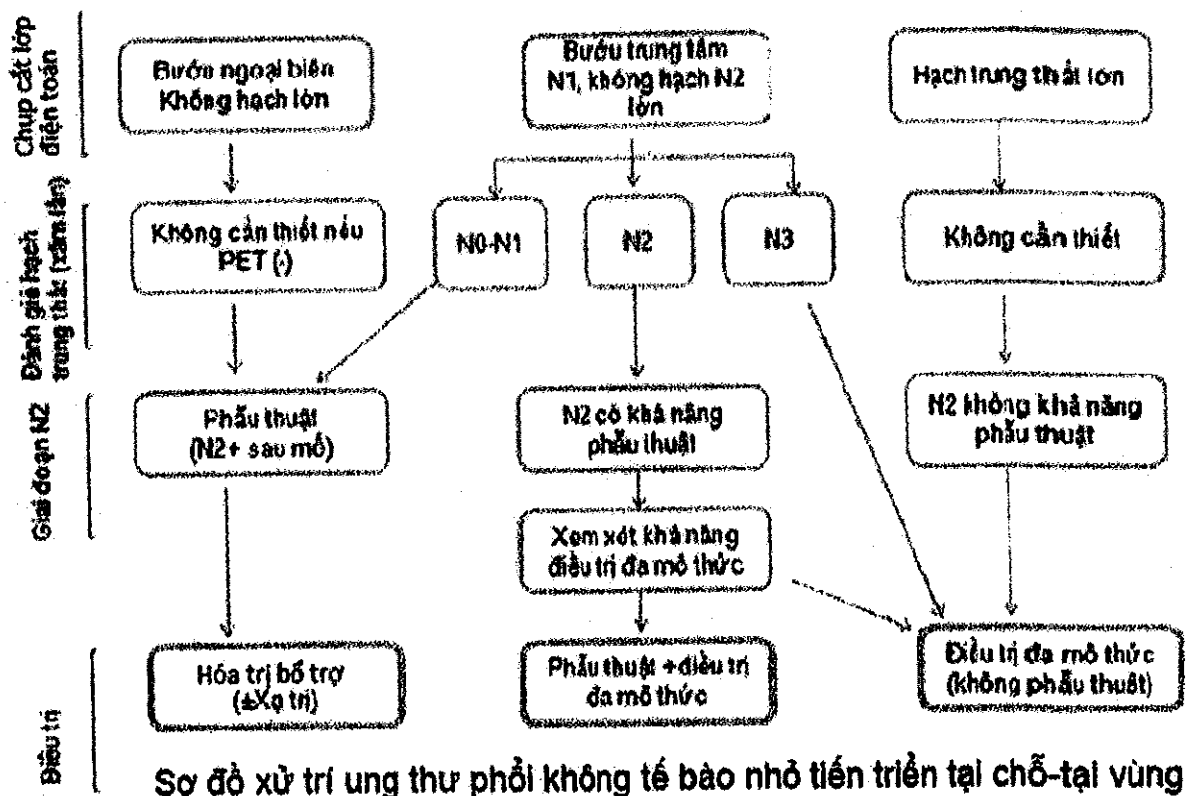 Chụp cắt lớp
điện toán
Bướu ngoại biên
Không hạch lớn
Bướu trung tâm
N1, không hạch N2
lớn
Hạch trung thất lớn
Đánh giá hạch
trung thất (xâm lấn)
Không cần thiết nếu
PET (-)
N0-N1
N2
N3
Không cần thiết
Giai đoạn N2
Phẫu thuật
(N2+ sau mổ)
N2 có khả năng
phẫu thuật
N2 không khả năng
phẫu thuật
Xem xét khả năng
điều trị đa mô thức
Điều trị
Hóa trị bổ trợ
(±Xạ trị)
Phẫu thuật +điều trị
đa mô thức
Điều trị đa mô thức
(không phẫu thuật)
Sơ đồ xử trí ung thư phổi không tế bào nhỏ tiến triển tại chỗ-tại vùng